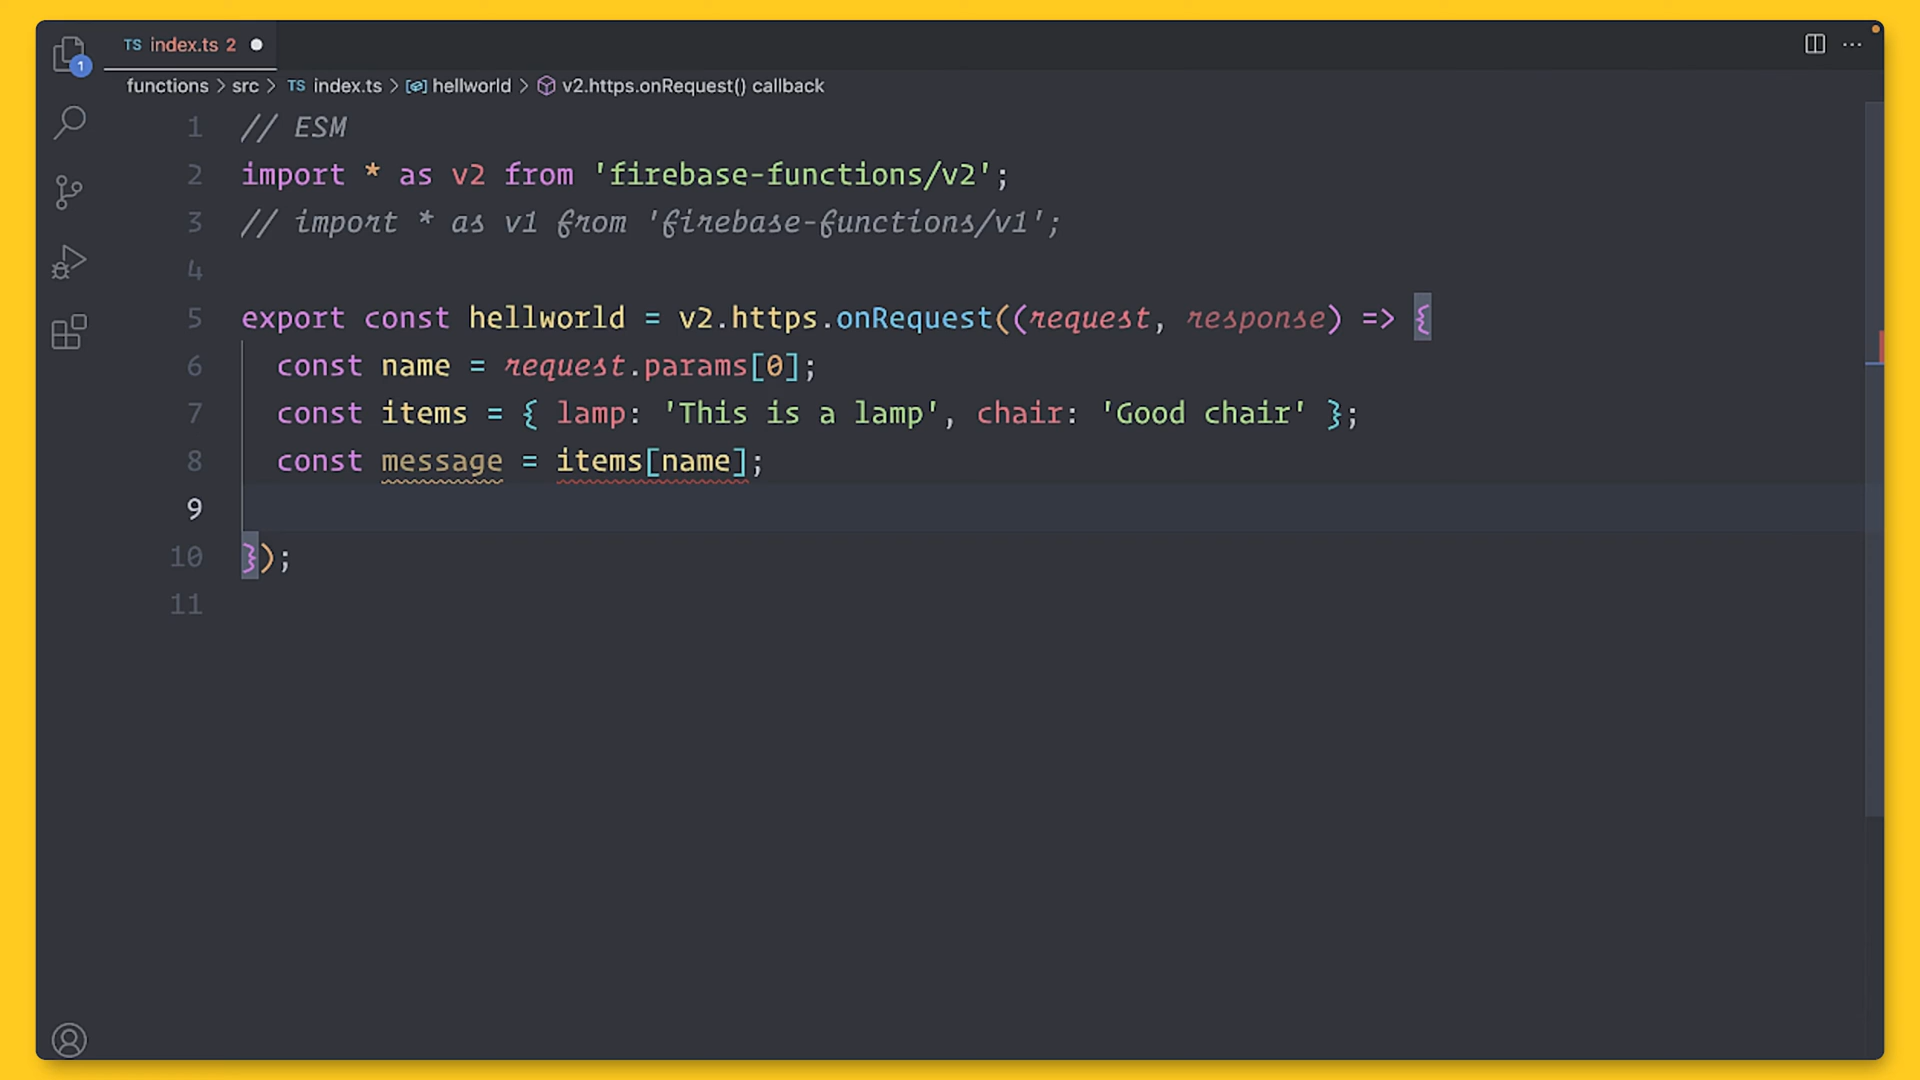 TS index.ts 2
1
functions > src > TS index.ts > hellworld > v2.https.onRequest() callback
1 // ESM
2 import * as v2 from 'firebase-functions/v2';
3 // import * as v1 from 'firebase-functions/v1';
4
5 export const hellworld = v2.https.onRequest((request, response) => {
6 const name = request.params[0];
7 const items = { lamp: 'This is a lamp', chair: 'Good chair' };
8 const message = items[name];
9
10 });
11